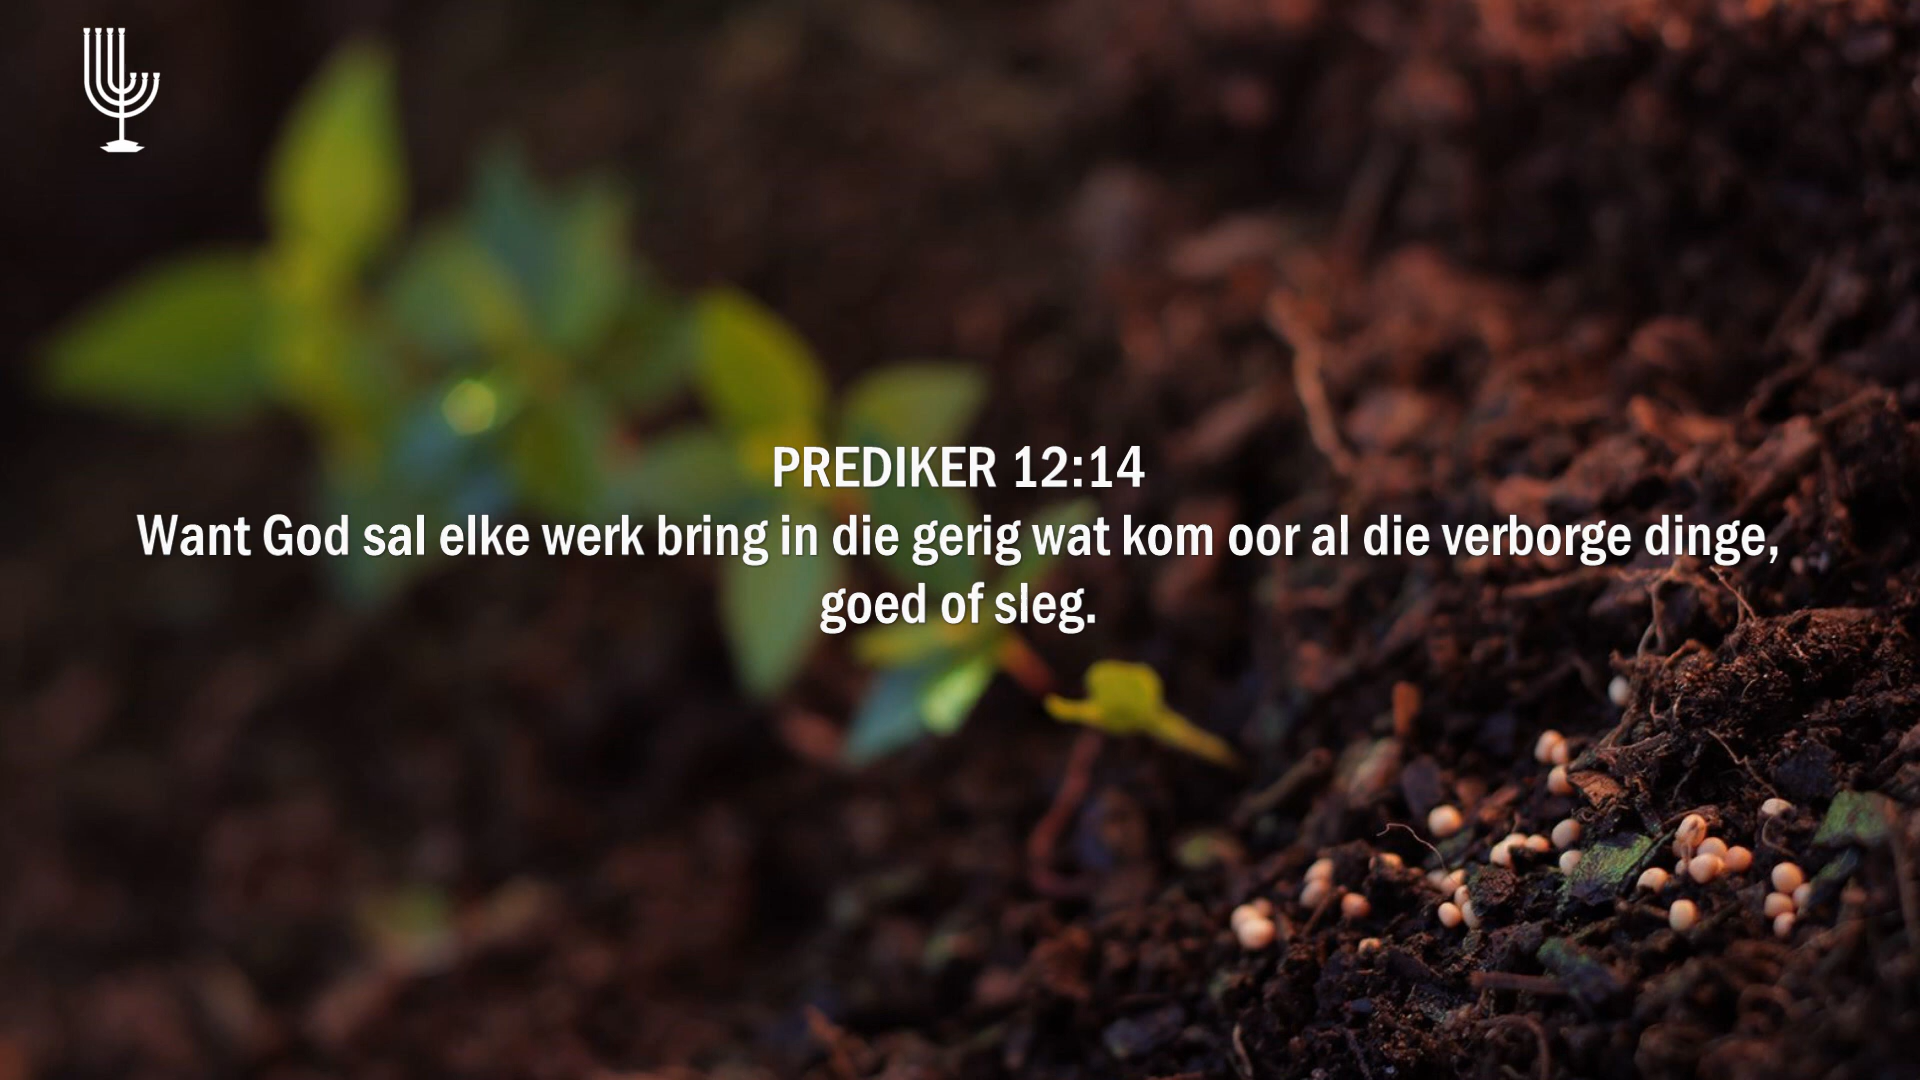 PREDIKER 12:14
Want God sal elke werk bring in die gerig wat kom oor al die verborge dinge,
goed of sleg.